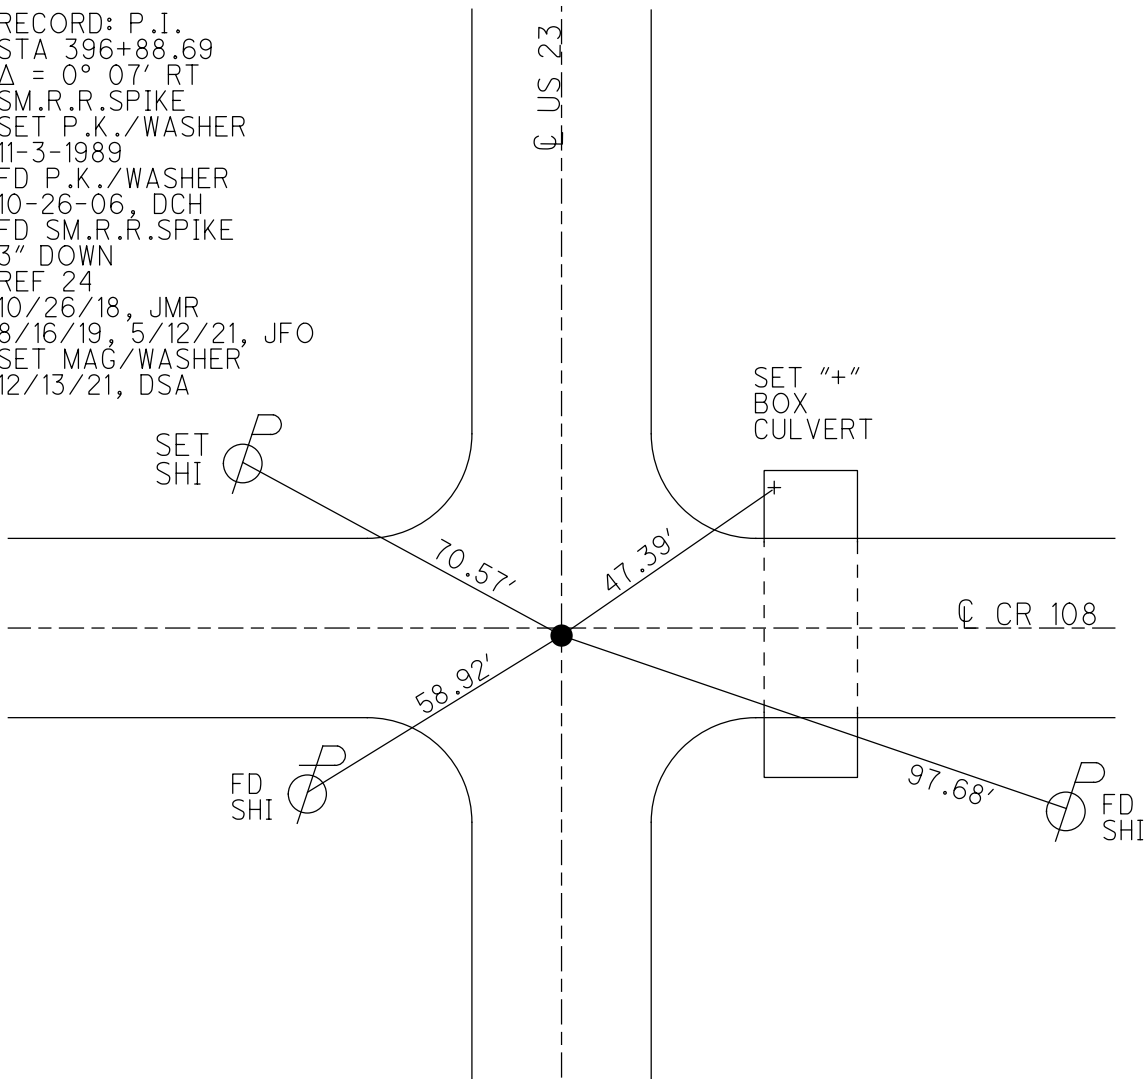 RECORD: P.I.
STA 396+88.69
Δ = 0° 07' RT
SM.R.R.SPIKE
SET P.K./WASHER
11-3-1989
FD P.K./WASHER
10-26-06, DCH
FD SM.R.R.SPIKE
3" DOWN
REF 24
10/26/18, JMR
8/16/19, 5/12/21, JFO
SET MAG/WASHER
12/13/21, DSA
℄ US 23
SET "+"
BOX
CULVERT
SET
SHI
P
70.57'
47.39'
℄ CR 108
58.92'
FD
SHI
P
97.68'
P
FD
SHI